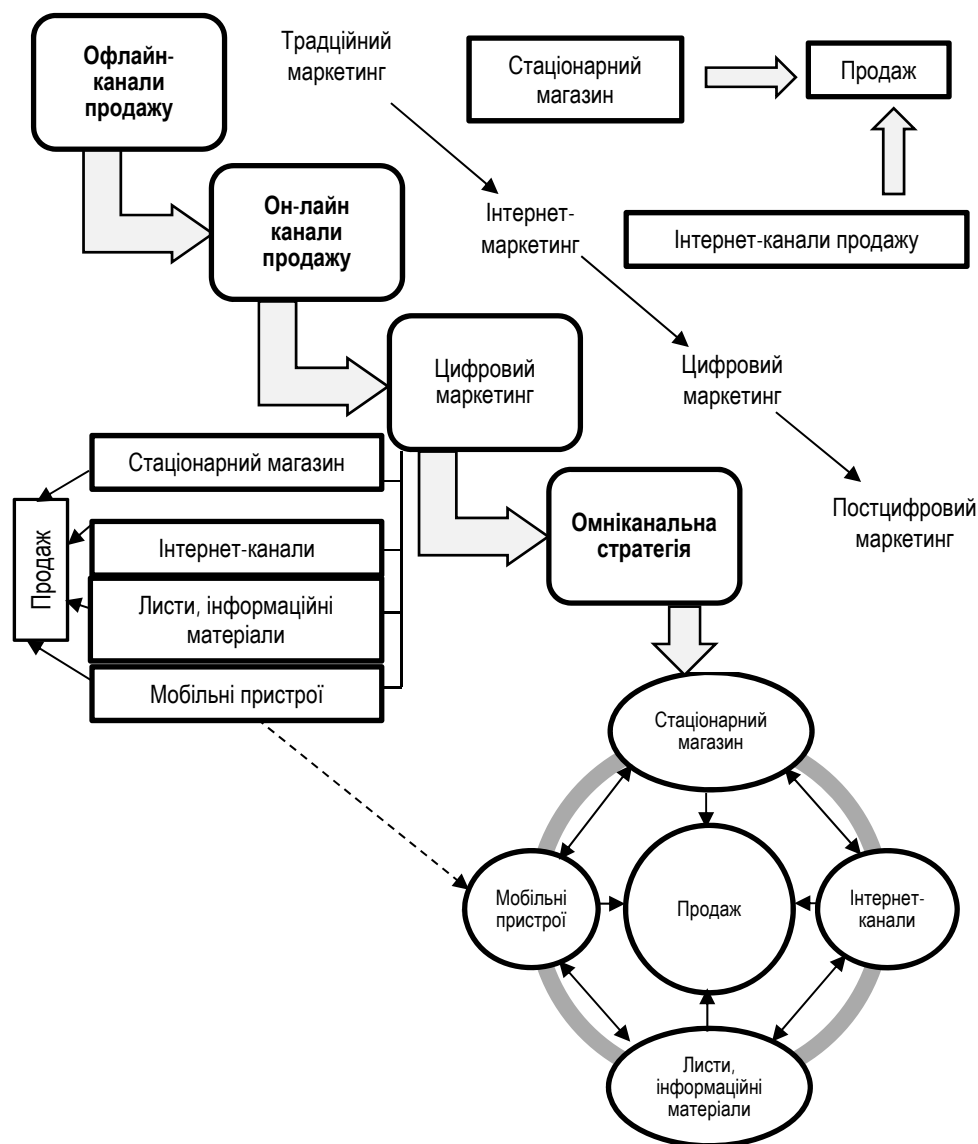 Офлайн-
канали
продажу
Традційний
маркетинг
Стаціонарний
магазин
Продаж
Он-лайн
канали
продажу
Інтернет-
маркетинг
Інтернет-канали продажу
Цифровий
маркетинг
Цифровий
маркетинг
Стаціонарний магазин
Інтернет-канали
Листи, інформаційні
матеріали
Мобільні пристрої
Продаж
Омніканальна
стратегія
Постцифровий
маркетинг
Стаціонарний
магазин
Мобільні
пристрої
Продаж
Інтернет-
канали
Листи,
інформаційні
матеріали